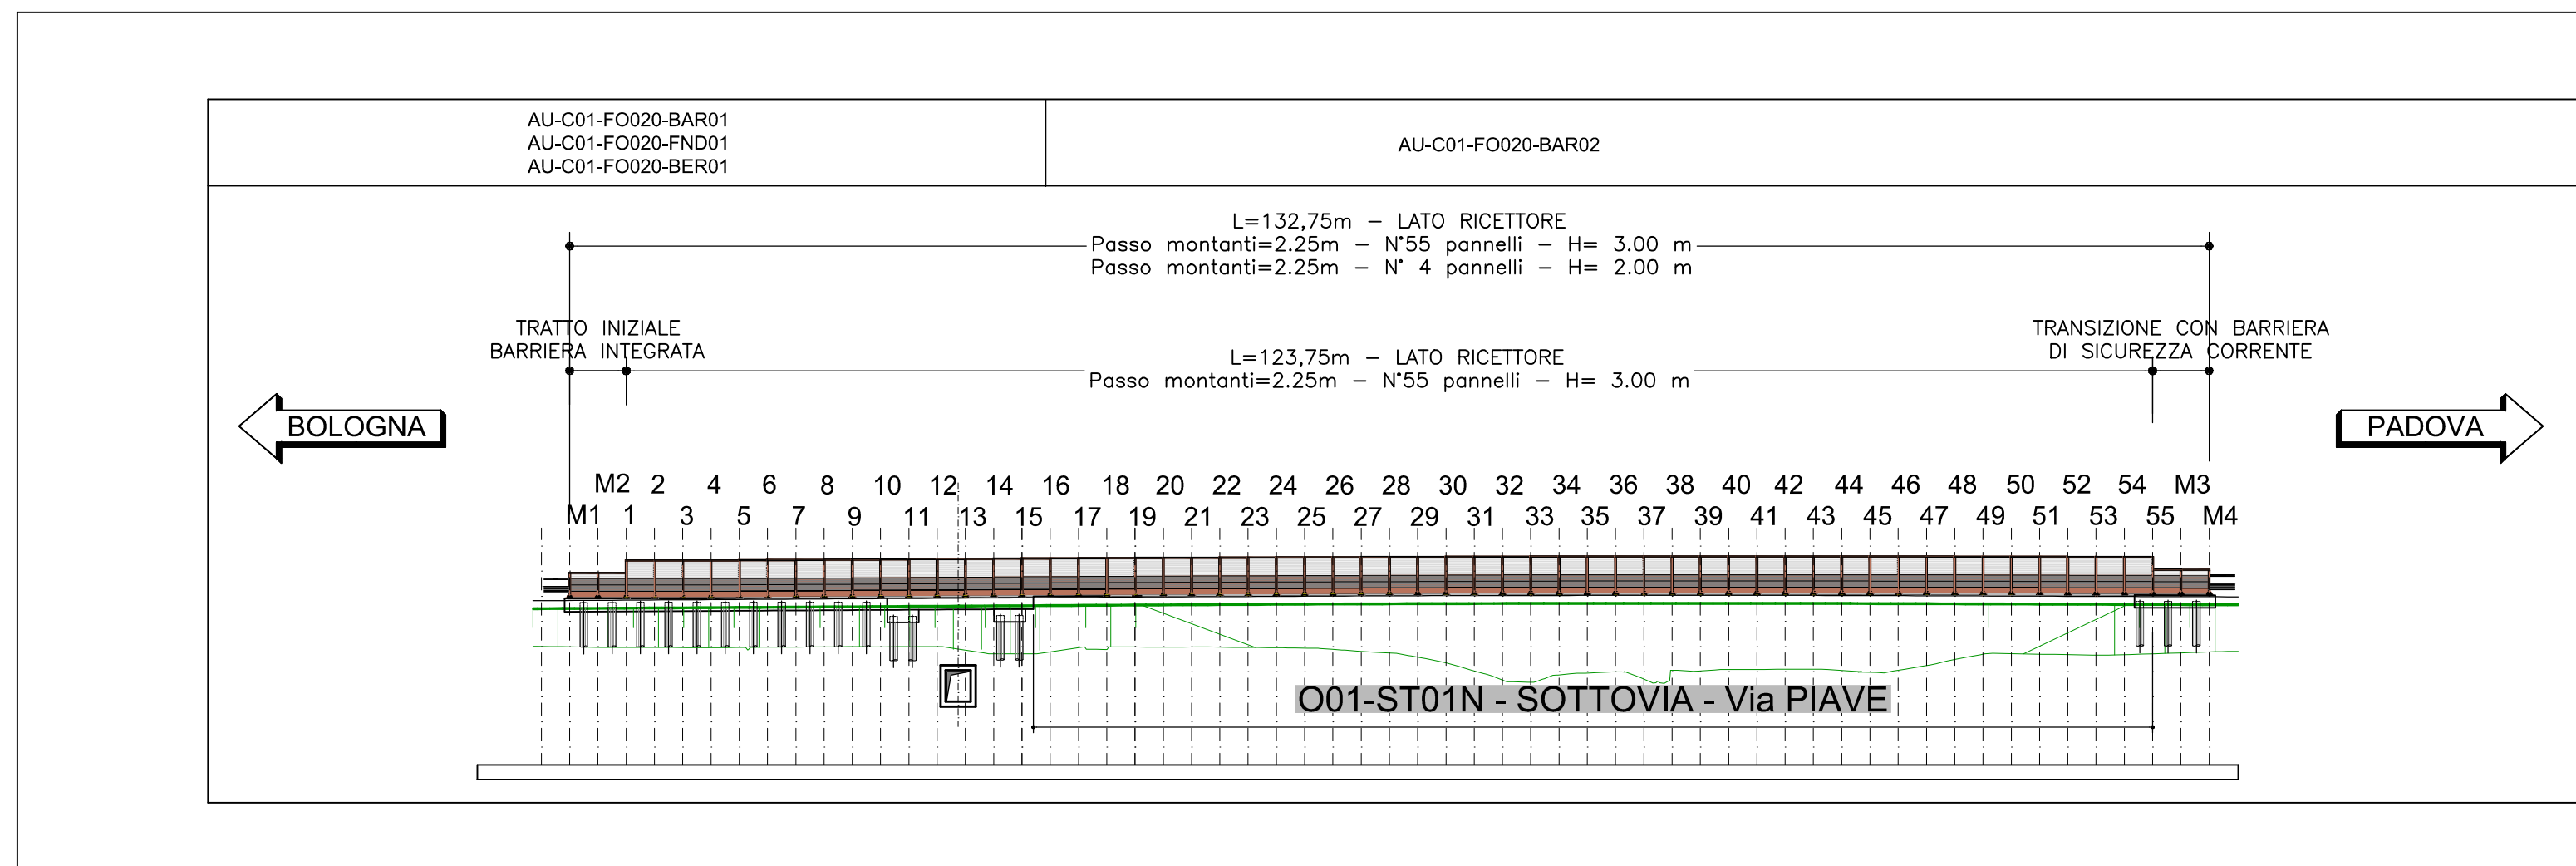 AU-C01-FO020-BAR01
AU-C01-FO020-FND01
AU-C01-FO020-BER01
AU-C01-FO020-BAR02
L=132,75m – LATO RICETTORE
Passo montanti=2.25m – N°55 pannelli – H= 3.00 m
Passo montanti=2.25m – N° 4 pannelli – H= 2.00 m
TRATTO INIZIALE
BARRIERA INTEGRATA
L=123,75m – LATO RICETTORE
Passo montanti=2.25m – N°55 pannelli – H= 3.00 m
TRANSIZIONE CON BARRIERA
DI SICUREZZA CORRENTE
BOLOGNA
PADOVA
M2 2 4 6 8 10 12 14 16 18 20 22 24 26 28 30 32 34 36 38 40 42 44 46 48 50 52 54 M3
M1 1 3 5 7 9 11 13 15 17 19 21 23 25 27 29 31 33 35 37 39 41 43 45 47 49 51 53 55 M4
O01-ST01N - SOTTOVIA - Via PIAVE